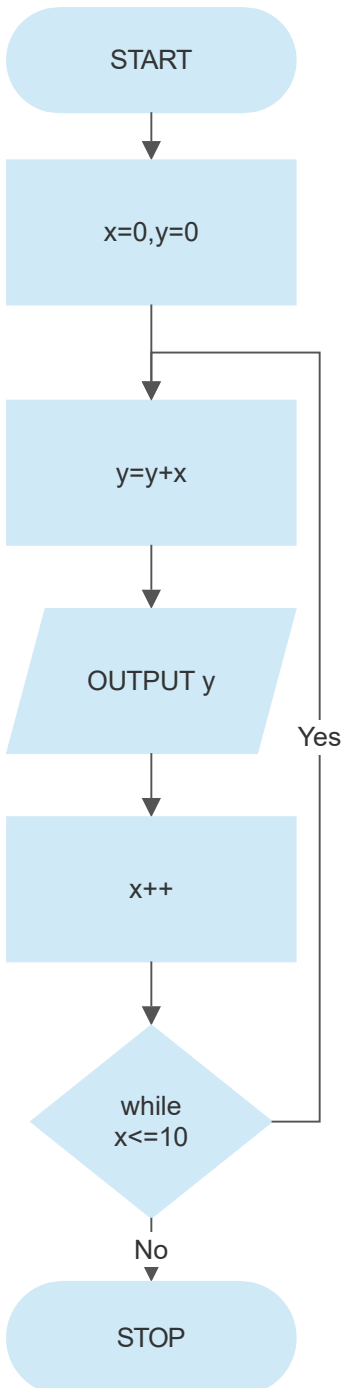 START
x=0,y=0
y=y+x
OUTPUT y
Yes
x++
while
x<=10
No
STOP